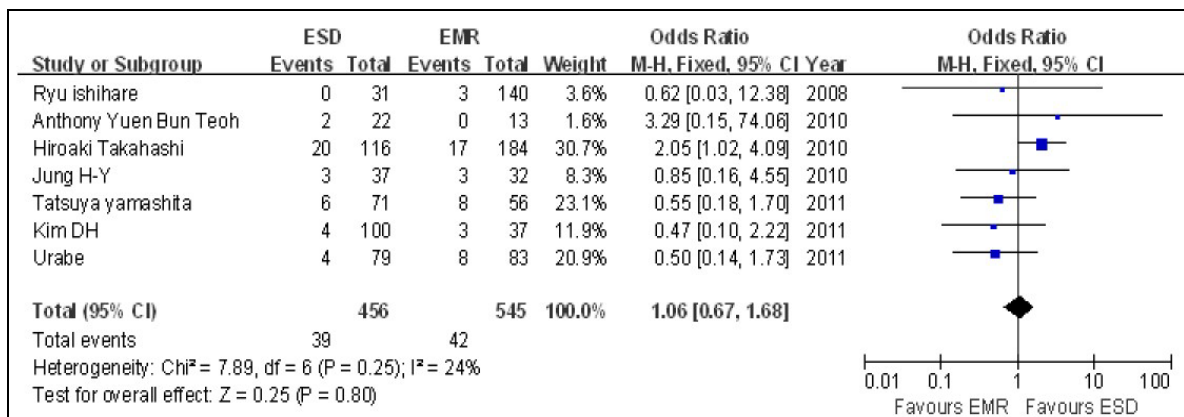 ESD EMR Odds Ratio Odds Ratio
Study or Subgroup Events Total Events Total Weight M-H, Fixed, 95% CI Year M-H, Fixed, 95% CI
Ryu ishihare 0 31 3 140 3.6% 0.62 [0.03, 12.38] 2008
Anthony Yuen Bun Teoh 2 22 0 13 1.6% 3.29 [0.15, 74.06] 2010
Hiroaki Takahashi 20 116 17 184 30.7% 2.05 [1.02, 4.09] 2010
Jung H-Y 3 37 3 32 8.3% 0.85 [0.16, 4.55] 2010
Tatsuya yamashita 6 71 8 56 23.1% 0.55 [0.18, 1.70] 2011
Kim DH 4 100 3 37 11.9% 0.47 [0.10, 2.22] 2011
Urabe 4 79 8 83 20.9% 0.50 [0.14, 1.73] 2011
Total (95% CI) 456 545 100.0% 1.06 [0.67, 1.68]
Total events 39 42
Heterogeneity: Chi² = 7.89, df = 6 (P = 0.25); I² = 24%
Test for overall effect: Z = 0.25 (P = 0.80)
0.01 0.1 1 10 100
Favours EMR Favours ESD